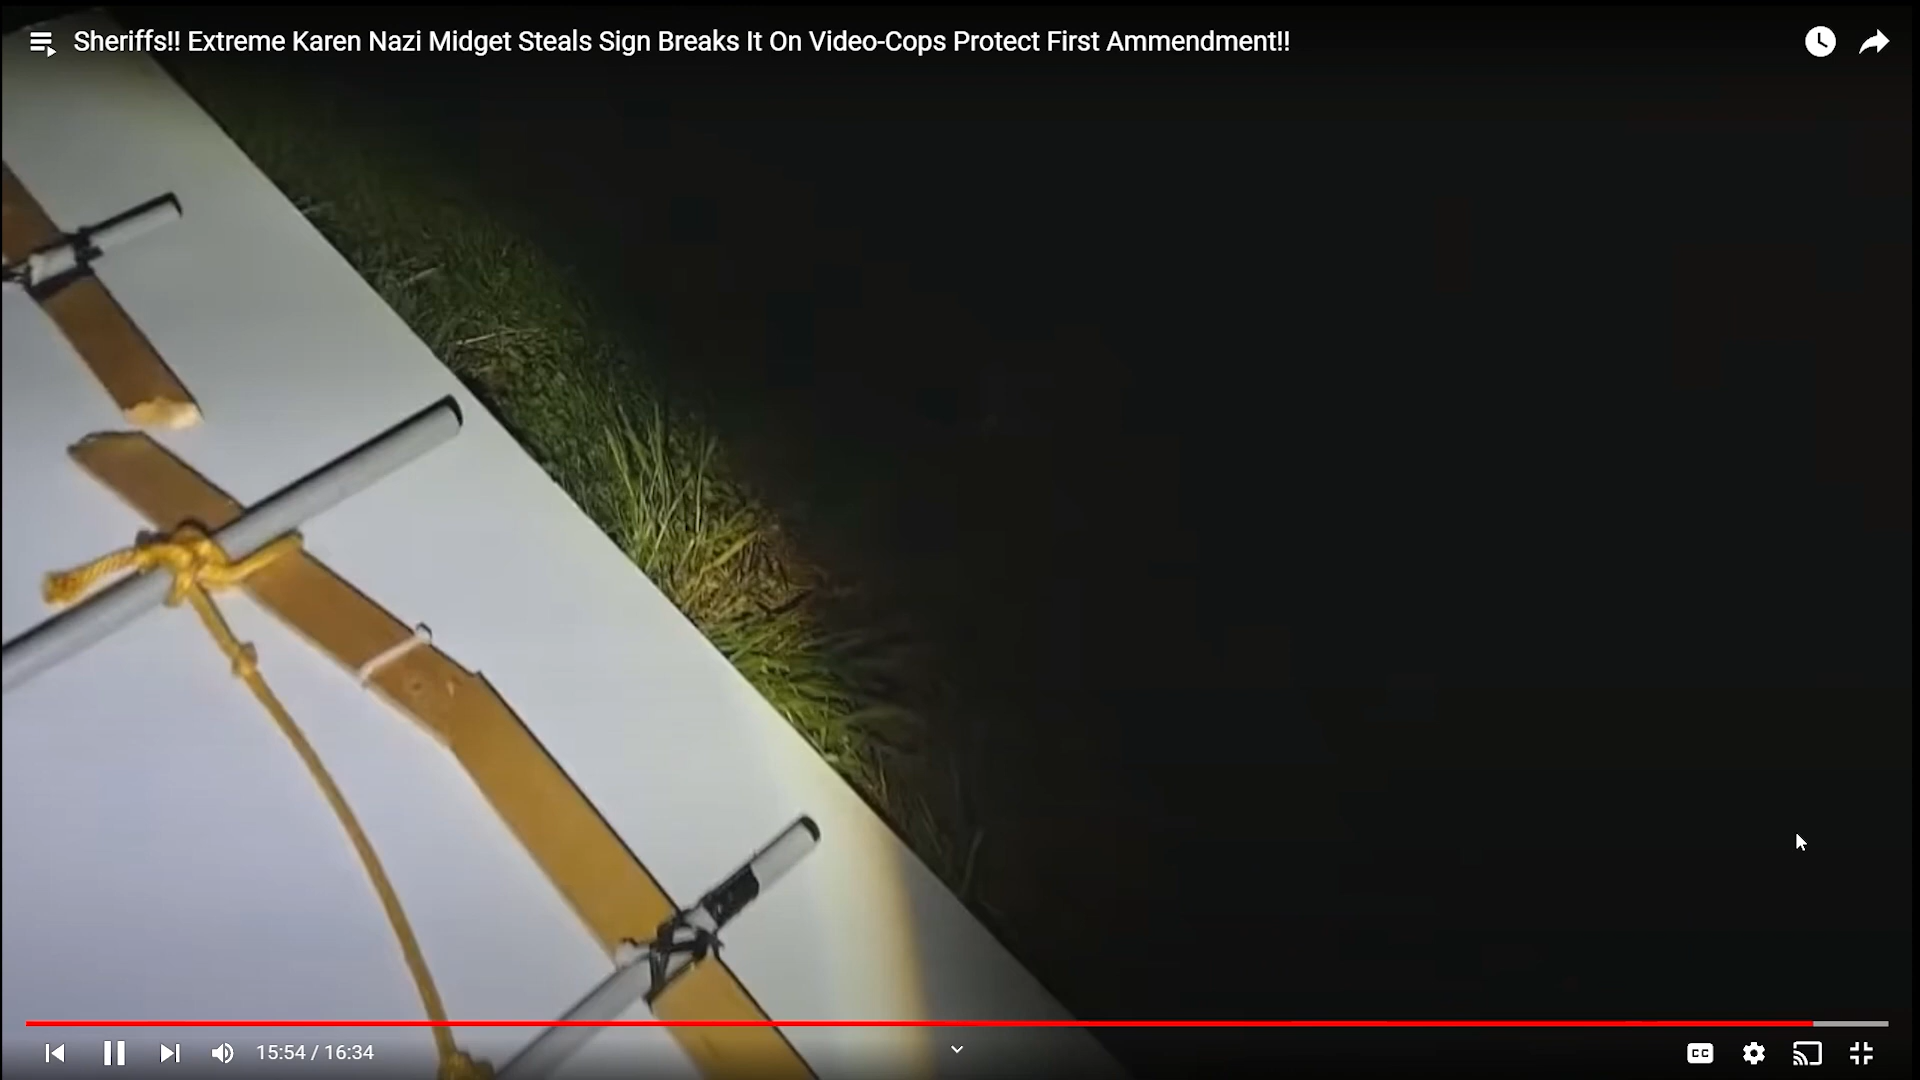 Sheriffs!! Extreme Karen Nazi Midget Steals Sign Breaks It On Video-Cops Protect First Ammendment!!
15:54 / 16:34
CC